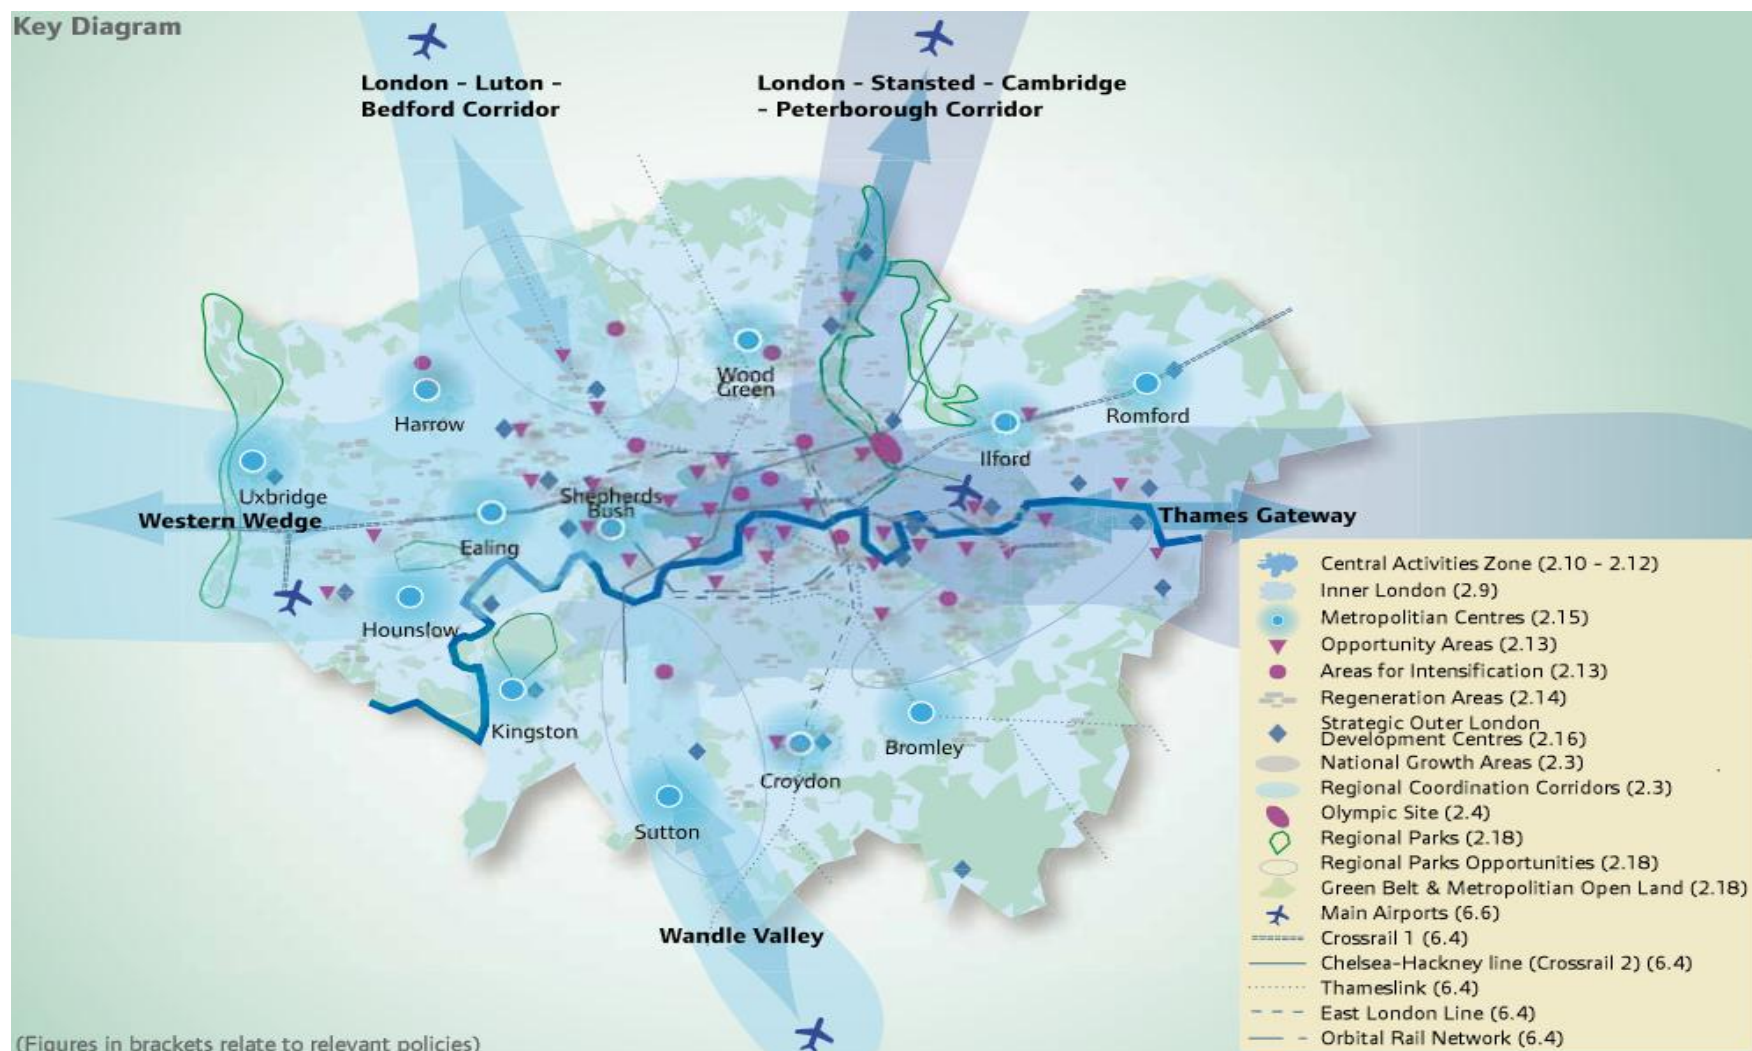 Key Diagram
London - Luton -
Bedford Corridor
London - Stansted - Cambridge
- Peterborough Corridor
Wood
Green
Harrow
Romford
Ilford
Uxbridge
Shepherds
Bush
Western Wedge
Thames Gateway
Ealing
Hounslow
Kingston
Bromley
Croydon
Sutton
Wandle Valley
Central Activities Zone (2.10 - 2.12)
Inner London (2.9)
Metropolitian Centres (2.15)
Opportunity Areas (2.13)
Areas for Intensification (2.13)
Regeneration Areas (2.14)
Strategic Outer London
Development Centres (2.16)
National Growth Areas (2.3)
Regional Coordination Corridors (2.3)
Olympic Site (2.4)
Regional Parks (2.18)
Regional Parks Opportunities (2.18)
Green Belt & Metropolitian Open Land (2.18)
Main Airports (6.6)
Crossrail 1 (6.4)
Chelsea-Hackney line (Crossrail 2) (6.4)
Thameslink (6.4)
East London Line (6.4)
Orbital Rail Network (6.4)
(Figures in brackets relate to relevant policies)